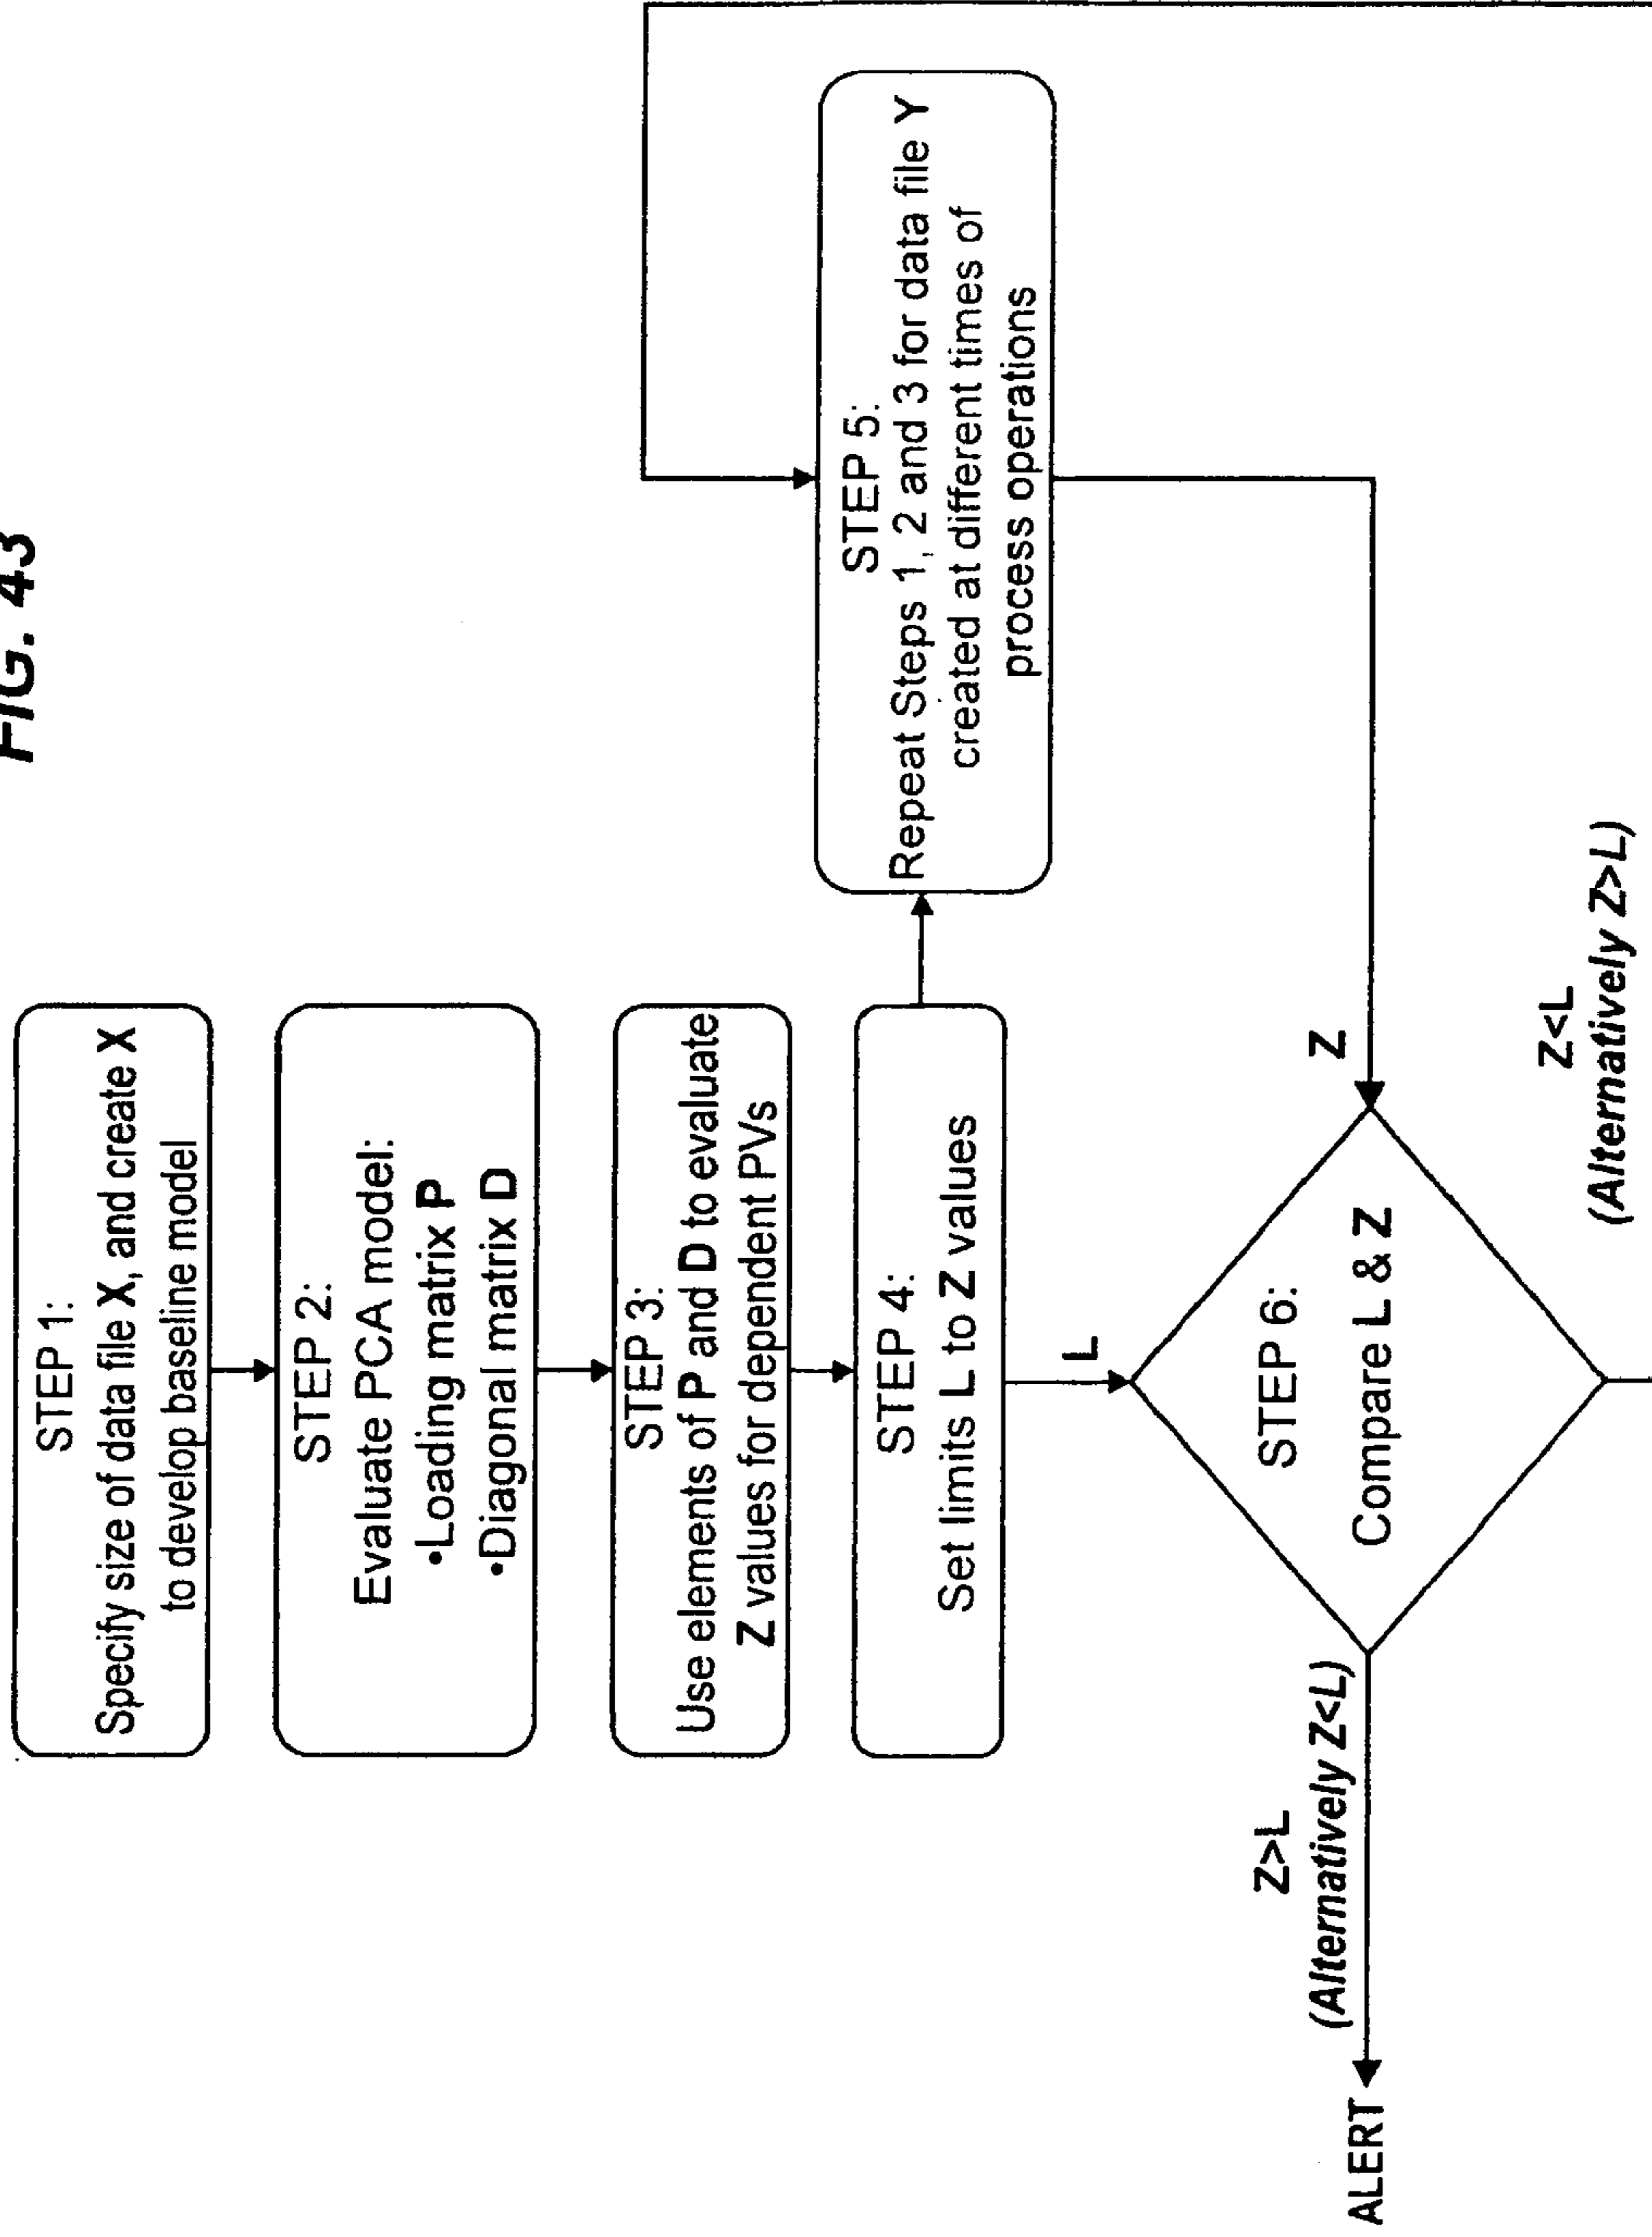 FIG. 43
STEP 1:
Specify size of data file X, and create X
to develop baseline model
STEP 2:
Evaluate PCA model:
•Loading matrix P
•Diagonal matrix D
STEP 3:
Use elements of P and D to evaluate
Z values for dependent PVs
STEP 4:
Set limits L to Z values
STEP 5:
Repeat Steps 1, 2 and 3 for data file Y
created at different times of
process operations
L
Z
STEP 6:
Compare L & Z
Z>L
(Alternatively Z<L)
ALERT
Z<L
(Alternatively Z>L)